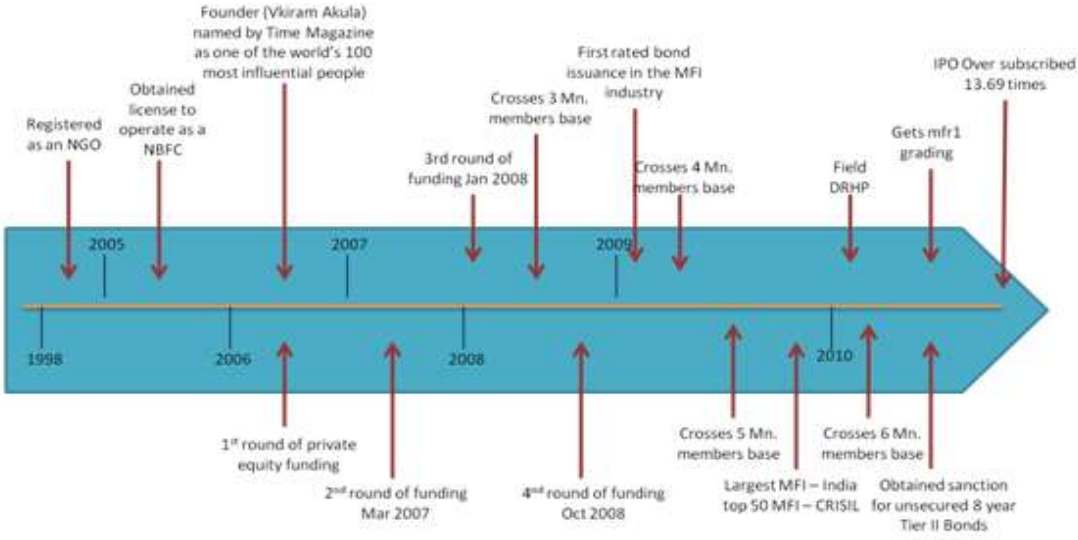 Founder (Vkiram Akula)
named by Time Magazine
as one of the world's 100
most influential people
First rated bond
issuance in the MFI
industry
IPO Over subscribed
13.69 times
Obtained
license to
operate as a
NBFC
Crosses 3 Mn.
members base
Registered
as an NGO
Gets mfr1
grading
3rd round of
funding Jan 2008
Crosses 4 Mn.
members base
Field
DRHP
2005
2007
2009
1998
2006
2008
2010
1st round of private
equity funding
Crosses 5 Mn.
members base
Crosses 6 Mn.
members base
2nd round of funding
Mar 2007
4nd round of funding
Oct 2008
Largest MFI – India
top 50 MFI – CRISIL
Obtained sanction
for unsecured 8 year
Tier II Bonds